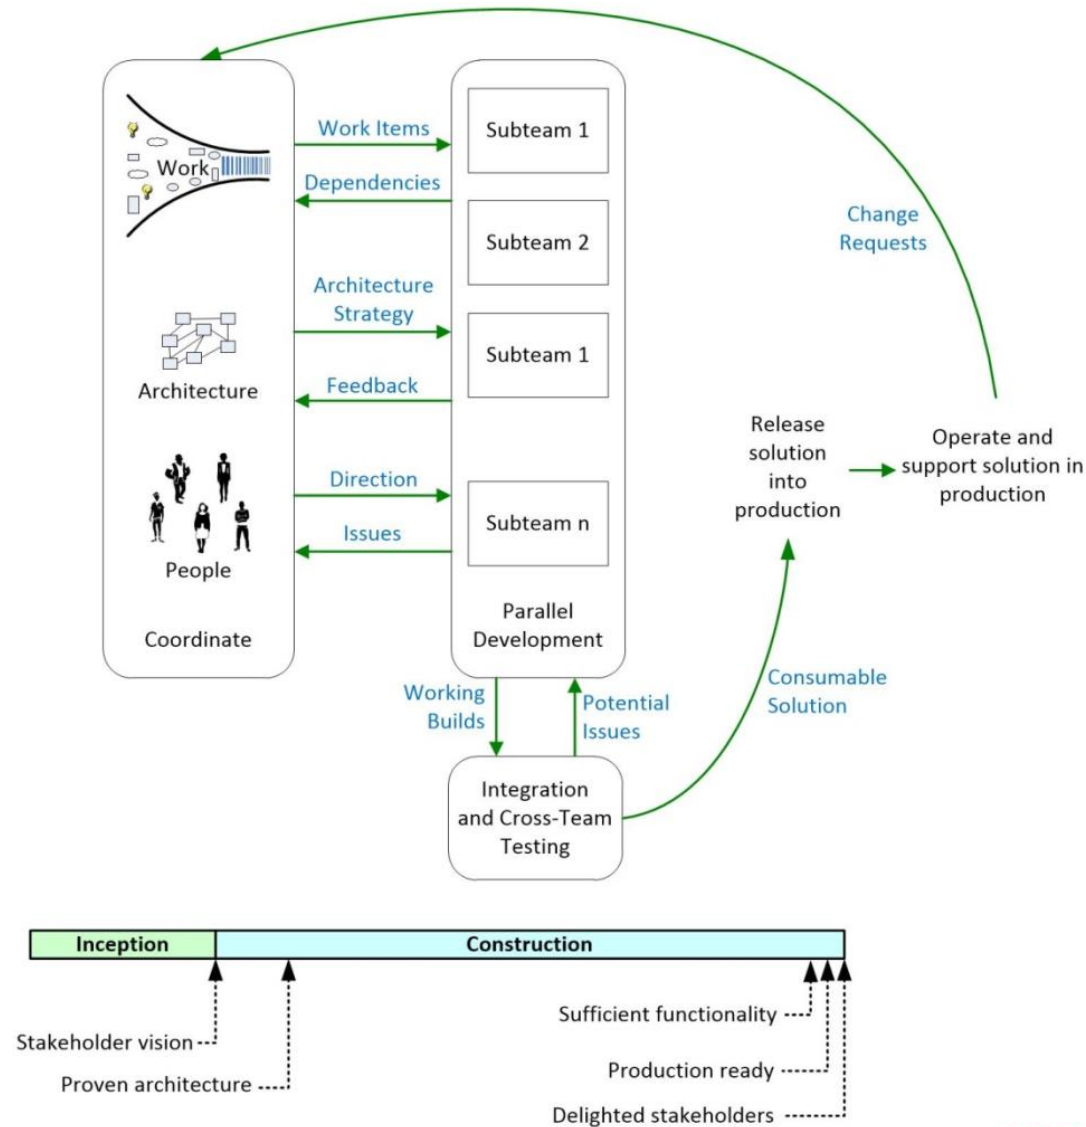 Work
Architecture
People
Coordinate
Work Items
Dependencies
Architecture
Strategy
Feedback
Direction
Issues
Subteam 1
Subteam 2
Subteam 1
Subteam n
Parallel
Development
Working
Builds
Potential
Issues
Integration
and Cross-Team
Testing
Consumable
Solution
Release
solution
into
production
Operate and
support solution in
production
Change
Requests
Inception
Construction
Stakeholder vision
Proven architecture
Sufficient functionality
Production ready
Delighted stakeholders